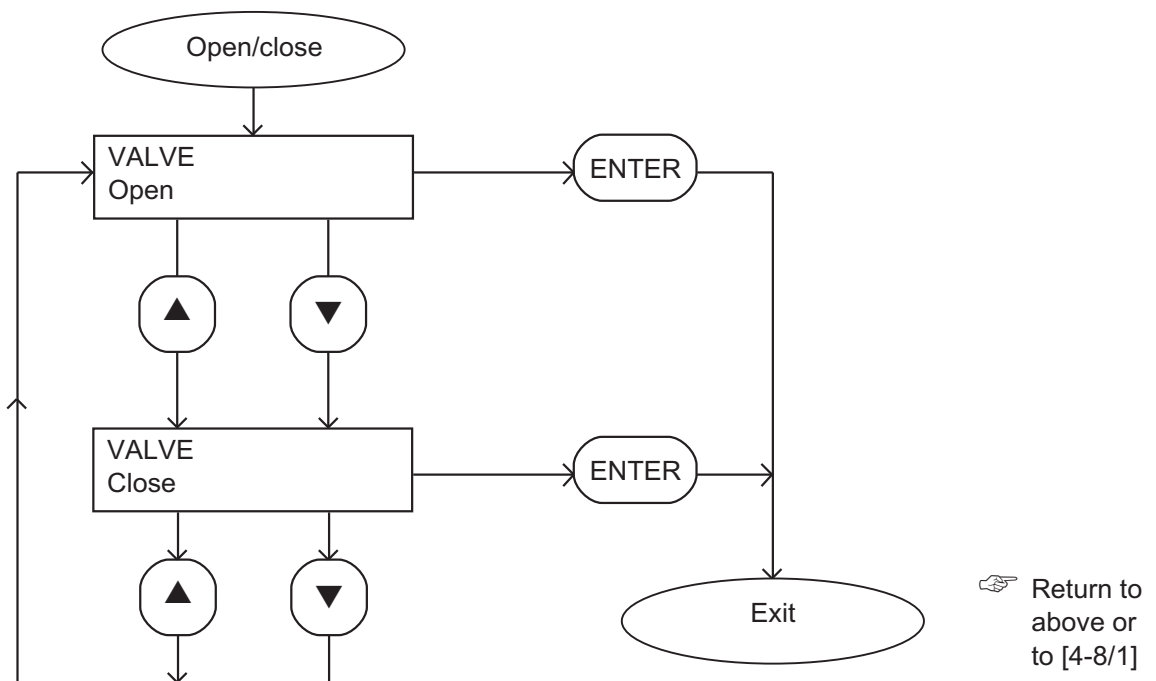 Open/close
VALVE
Open
ENTER
▲
▼
VALVE
Close
ENTER
▲
▼
Exit
☞ Return to
above or
to [4-8/1]